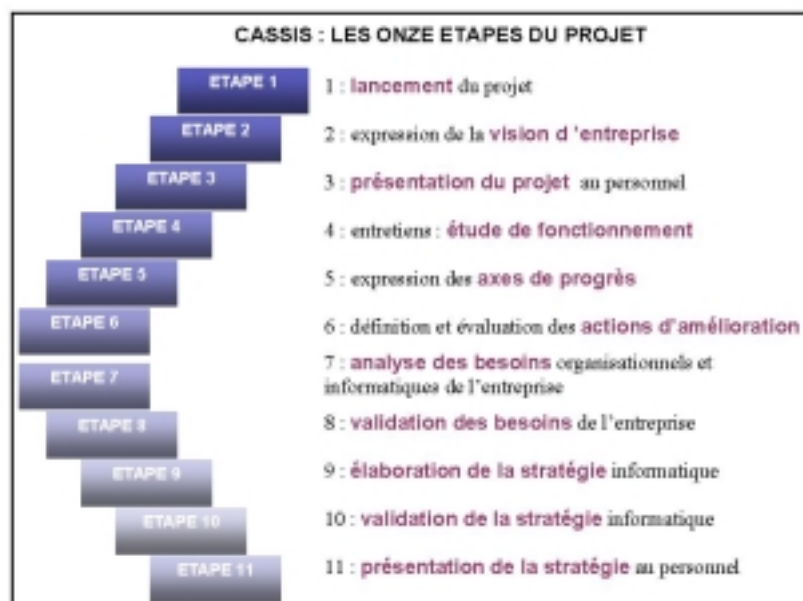 CASSIS : LES ONZE ETAPES DU PROJET
ETAPE 1
1 : lancement du projet
ETAPE 2
2 : expression de la vision d 'entreprise
ETAPE 3
3 : présentation du projet au personnel
ETAPE 4
4 : entretiens : étude de fonctionnement
ETAPE 5
5 : expression des axes de progrès
ETAPE 6
6 : définition et évaluation des actions d'amélioration
ETAPE 7
7 : analyse des besoins organisationnels et
informatiques de l'entreprise
ETAPE 8
8 : validation des besoins de l'entreprise
ETAPE 9
9 : élaboration de la stratégie informatique
ETAPE 10
10 : validation de la stratégie informatique
ETAPE 11
11 : présentation de la stratégie au personnel